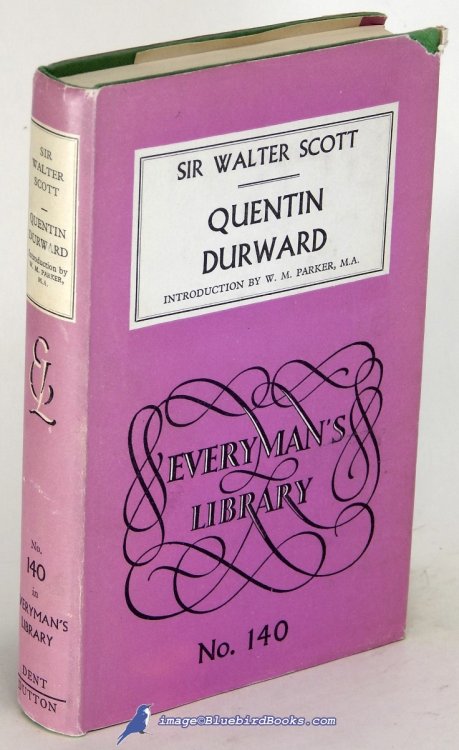 SIR WALTER SCOTT
QUENTIN
DURWARD
INTRODUCTION BY W. M. PARKER, M.A.
EVERYMAN'S
LIBRARY
No. 140
SIR
WALTER
SCOTT
QUENTIN
DURWARD
Introduction by
W. M. PARKER,
M.A.
EL
No.
140
in
EVERYMAN'S
LIBRARY
DENT
DUTTON
image©BluebirdBooks.com